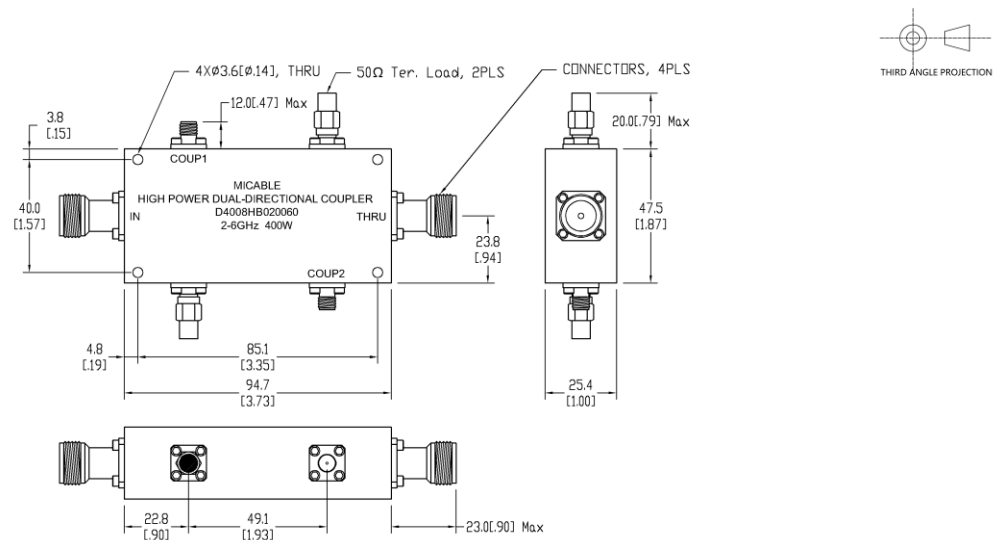 4XØ3.6[Ø.14], THRU
50Ω Ter. Load, 2PLS
CONNECTORS, 4PLS
THIRD ANGLE PROJECTION
12.0[.47] Max
20.0[.79] Max
3.8
[.15]
COUP1
MICABLE
HIGH POWER DUAL-DIRECTIONAL COUPLER
D4008HB020060
2-6GHz 400W
IN
THRU
COUP2
40.0
[1.57]
23.8
[.94]
47.5
[1.87]
4.8
[.19]
85.1
[3.35]
94.7
[3.73]
25.4
[1.00]
22.8
[.90]
49.1
[1.93]
23.0[.90] Max